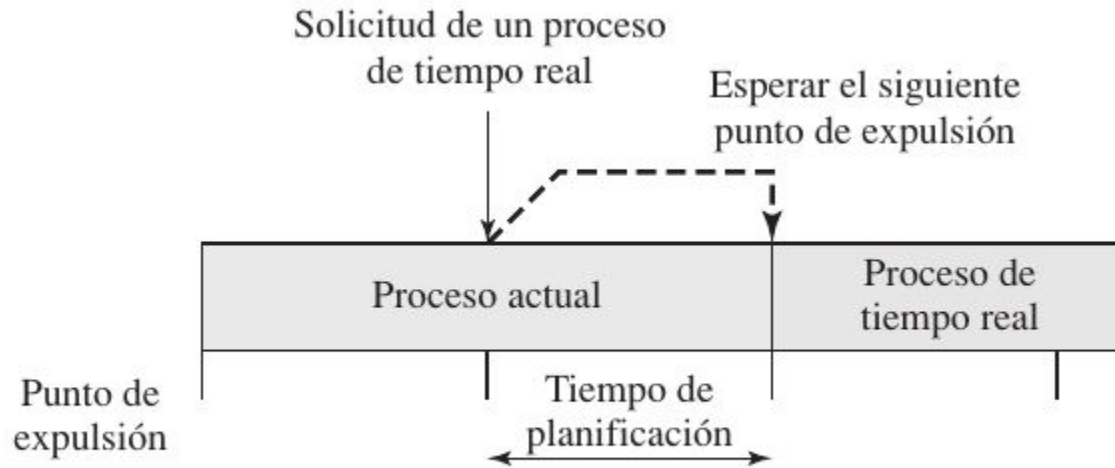 Solicitud de un proceso
de tiempo real
Esperar el siguiente
punto de expulsión
Proceso actual
Proceso de
tiempo real
Punto de
expulsión
Tiempo de
planificación